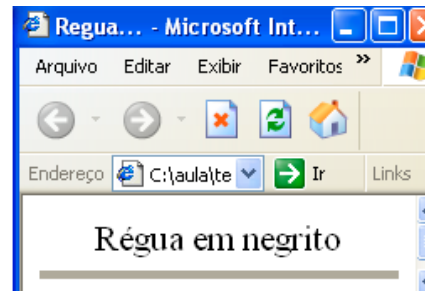 Regua... - Microsoft Int...
Arquivo Editar Exibir Favoritos »
Endereço C:\aula\te Ir Links
Régua em negrito